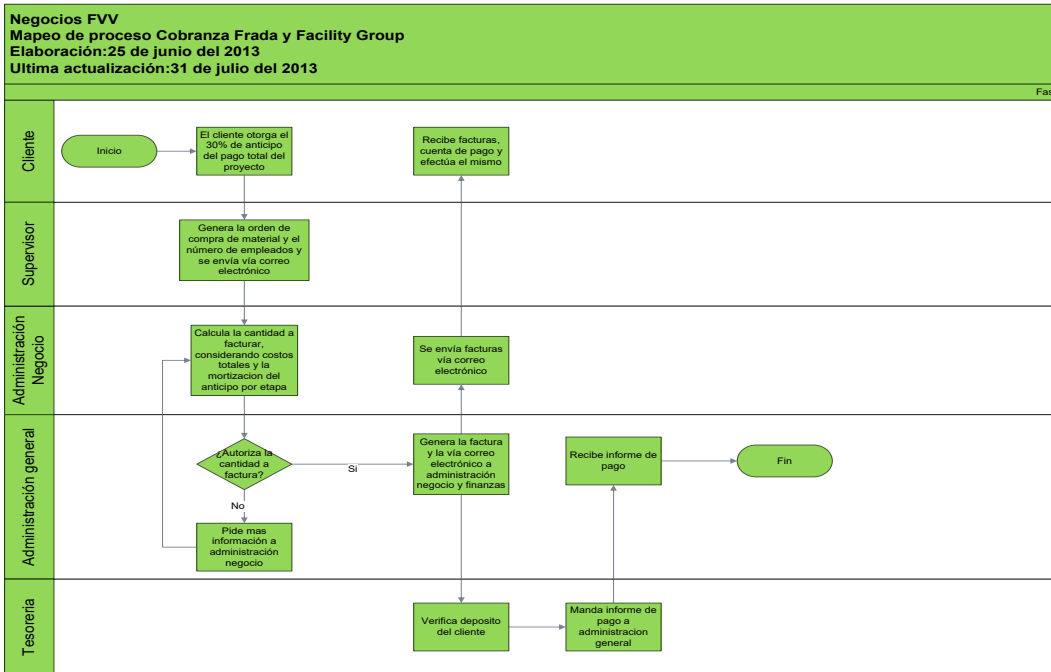 Negocios FVV
Mapeo de proceso Cobranza Frada y Facility Group
Elaboración:25 de junio del 2013
Ultima actualización:31 de julio del 2013
Fas
Cliente
Inicio
El cliente otorga el
30% de anticipo
del pago total del
proyecto
Recibe facturas,
cuenta de pago y
efectúa el mismo
Supervisor
Genera la orden de
compra de material y el
número de empleados y
se envía vía correo
electrónico
Administración
Negocio
Calcula la cantidad a
facturar,
considerando costos
totales y la
mortizacion del
anticipo por etapa
Se envía facturas
vía correo
electrónico
Administración general
¿Autoriza la
cantidad a
factura?
Si
No
Genera la factura
y la vía correo
electrónico a
administración
negocio y finanzas
Recibe informe de
pago
Fin
Pide mas
información a
administración
negocio
Tesoreria
Verifica deposito
del cliente
Manda informe de
pago a
administracion
general